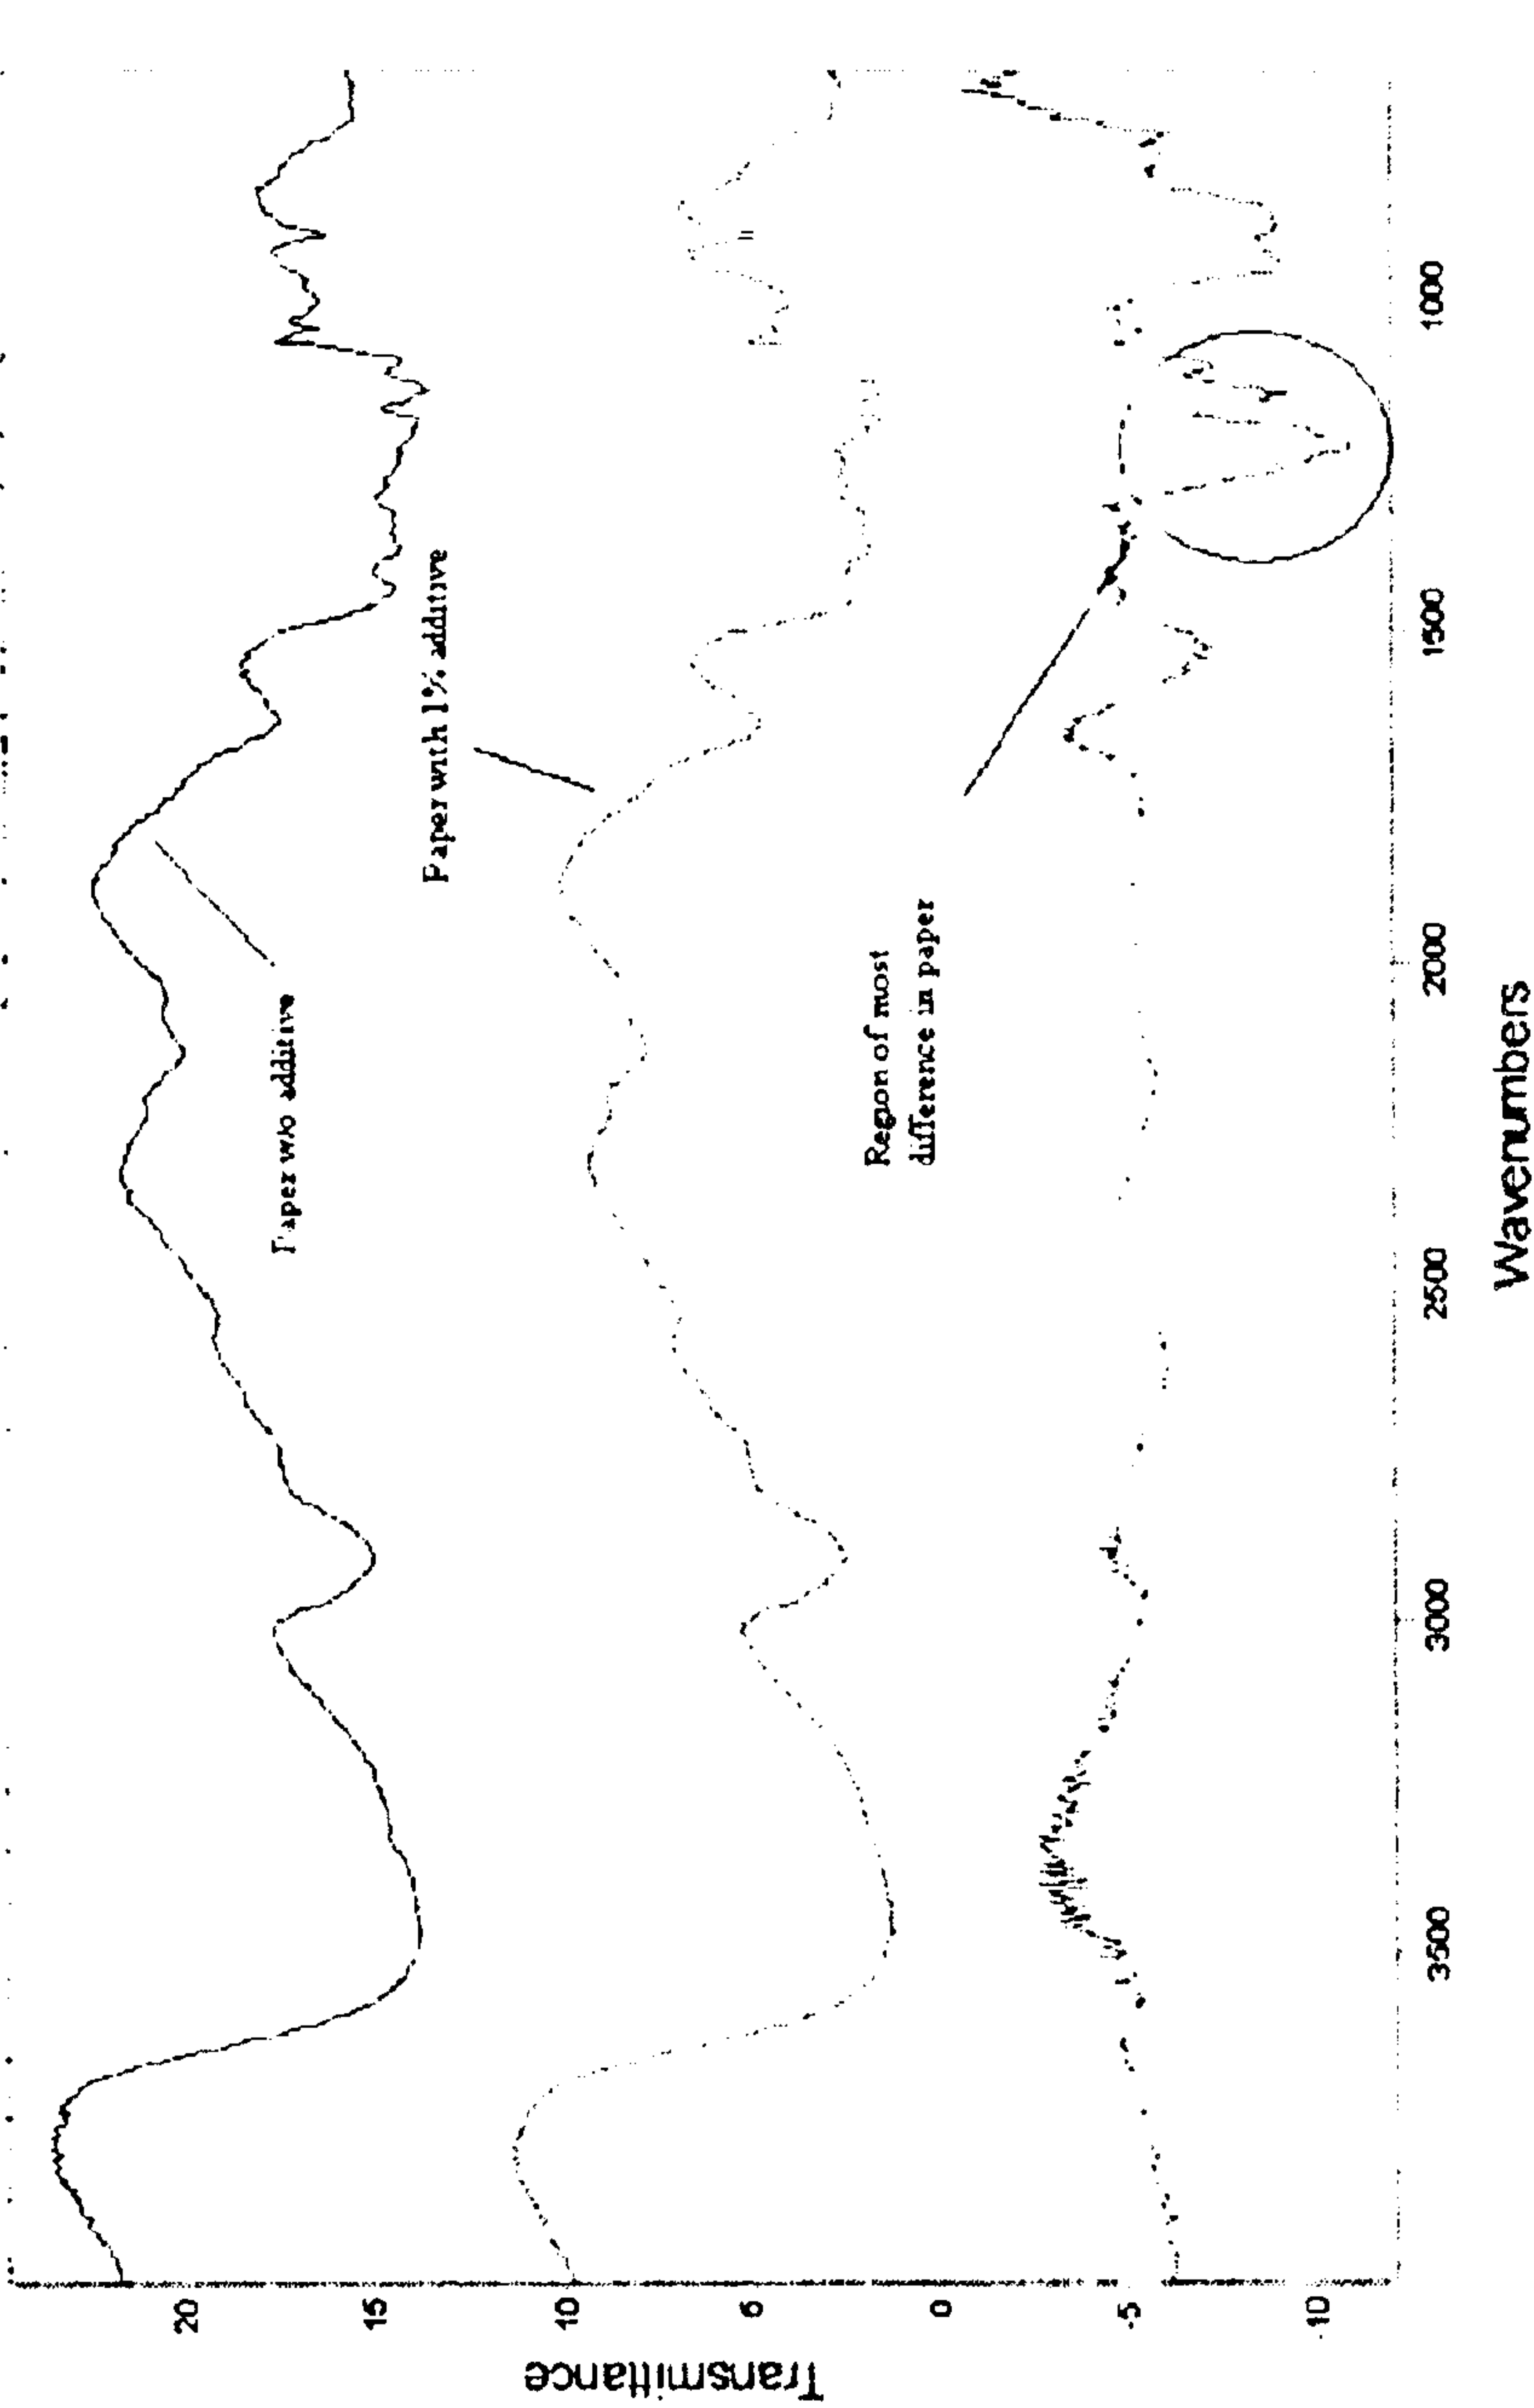 Transmittance
20
15
10
5
0
-5
-10
Paper w/o additive
Paper with 1% additive
Region of most
difference in paper
3500
3000
2500
2000
1500
1000
Wavenumbers